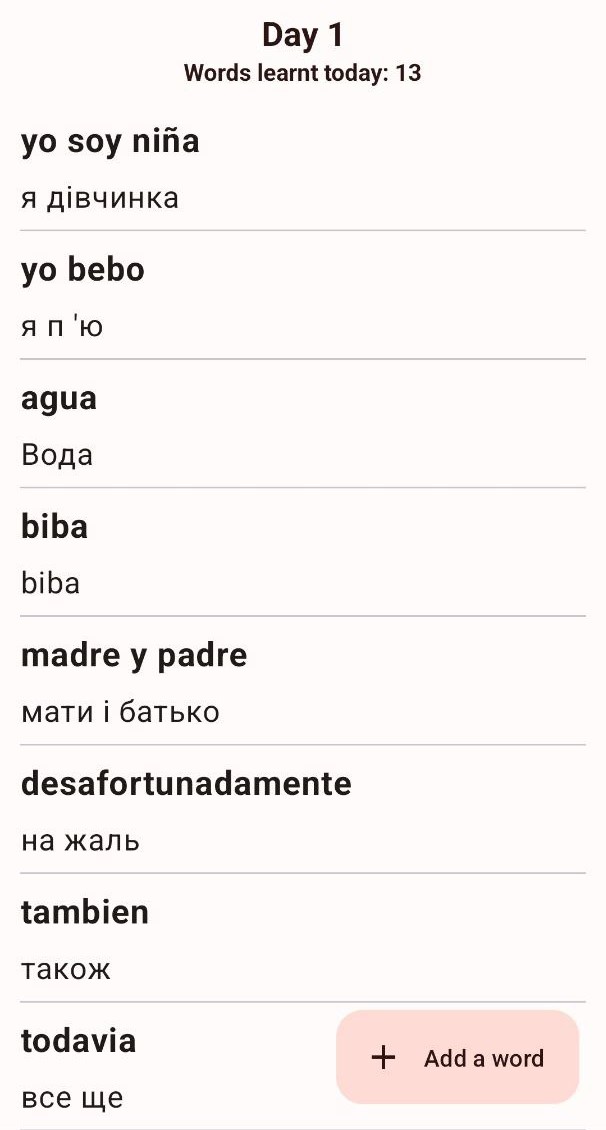 Day 1
Words learnt today: 13
yo soy niña
я дівчинка
yo bebo
я п 'ю
agua
Вода
biba
biba
madre y padre
мати і батько
desafortunadamente
на жаль
tambien
також
todavia
все ще
+ Add a word